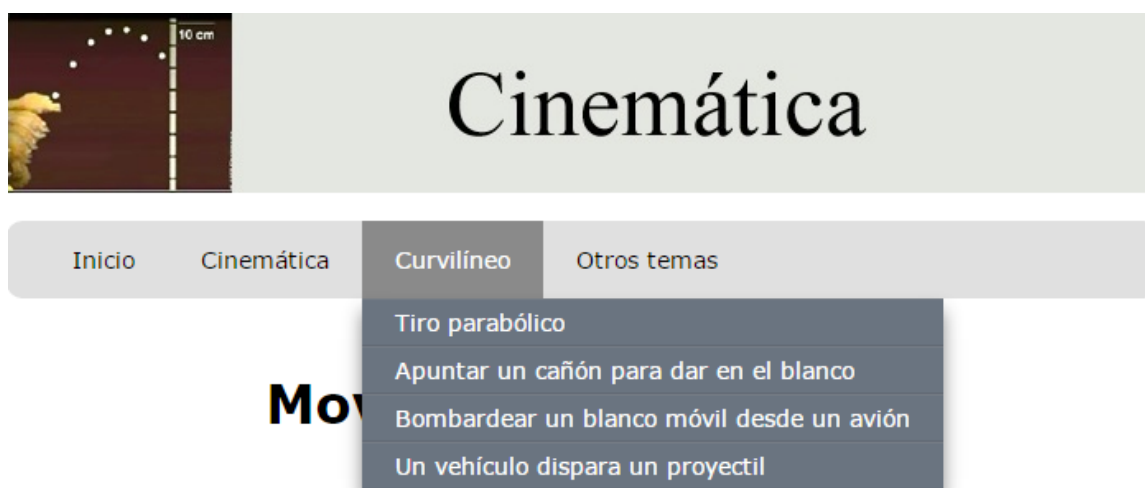 10 cm
Cinemática
Inicio Cinemática Curvilíneo Otros temas
Tiro parabólico
Apuntar un cañón para dar en el blanco
Mov
Bombardear un blanco móvil desde un avión
Un vehículo dispara un proyectil